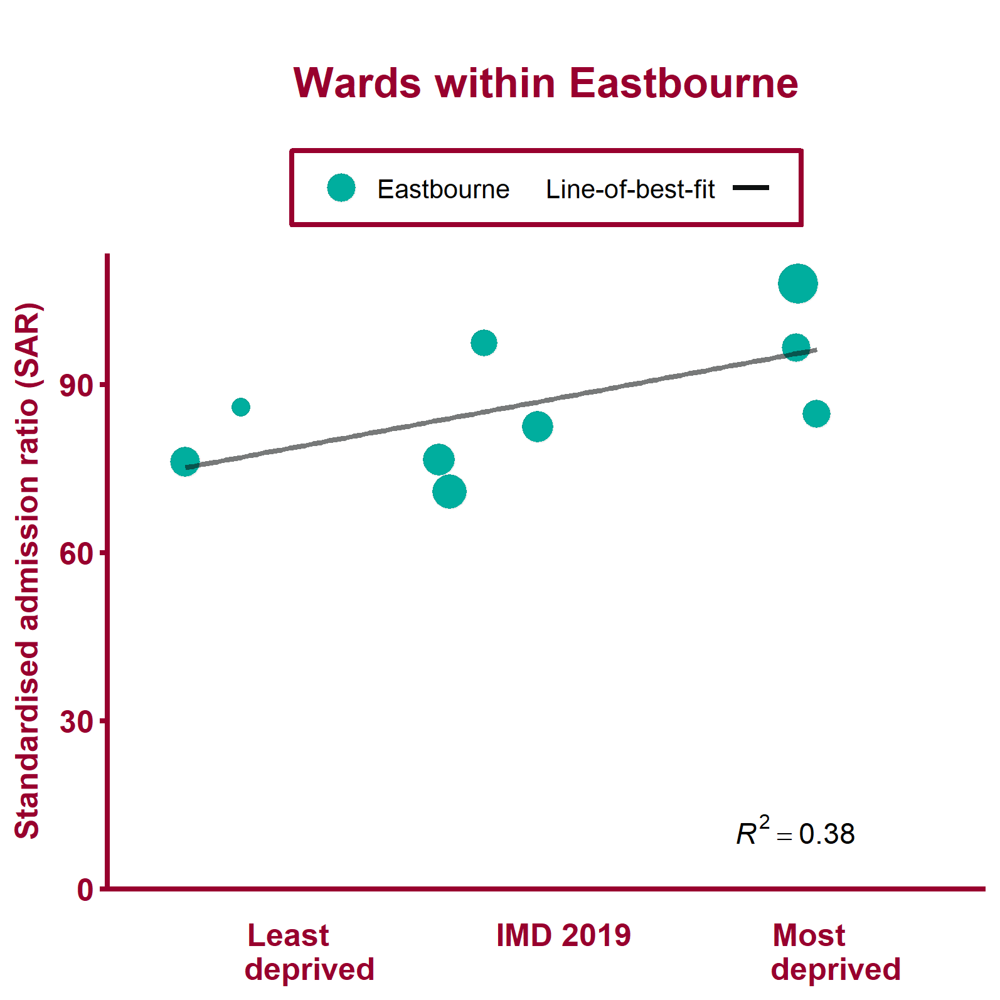 Wards within Eastbourne
Eastbourne Line-of-best-fit
Standardised admission ratio (SAR)
90
60
30
0
R² = 0.38
Least deprived
IMD 2019
Most deprived